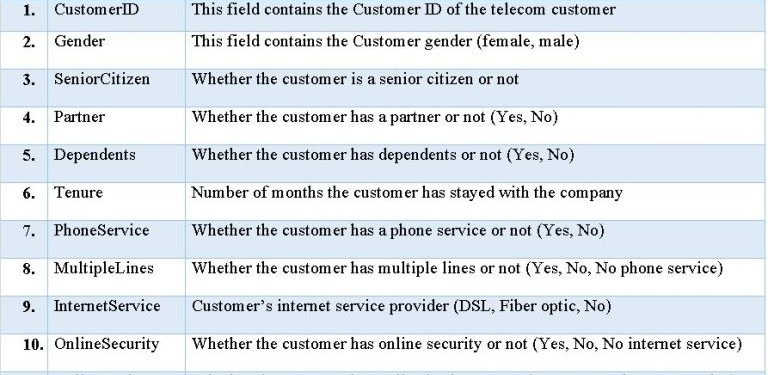 1. CustomerID This field contains the Customer ID of the telecom customer
2. Gender This field contains the Customer gender (female, male)
3. SeniorCitizen Whether the customer is a senior citizen or not
4. Partner Whether the customer has a partner or not (Yes, No)
5. Dependents Whether the customer has dependents or not (Yes, No)
6. Tenure Number of months the customer has stayed with the company
7. PhoneService Whether the customer has a phone service or not (Yes, No)
8. MultipleLines Whether the customer has multiple lines or not (Yes, No, No phone service)
9. InternetService Customer's internet service provider (DSL, Fiber optic, No)
10. OnlineSecurity Whether the customer has online security or not (Yes, No, No internet service)